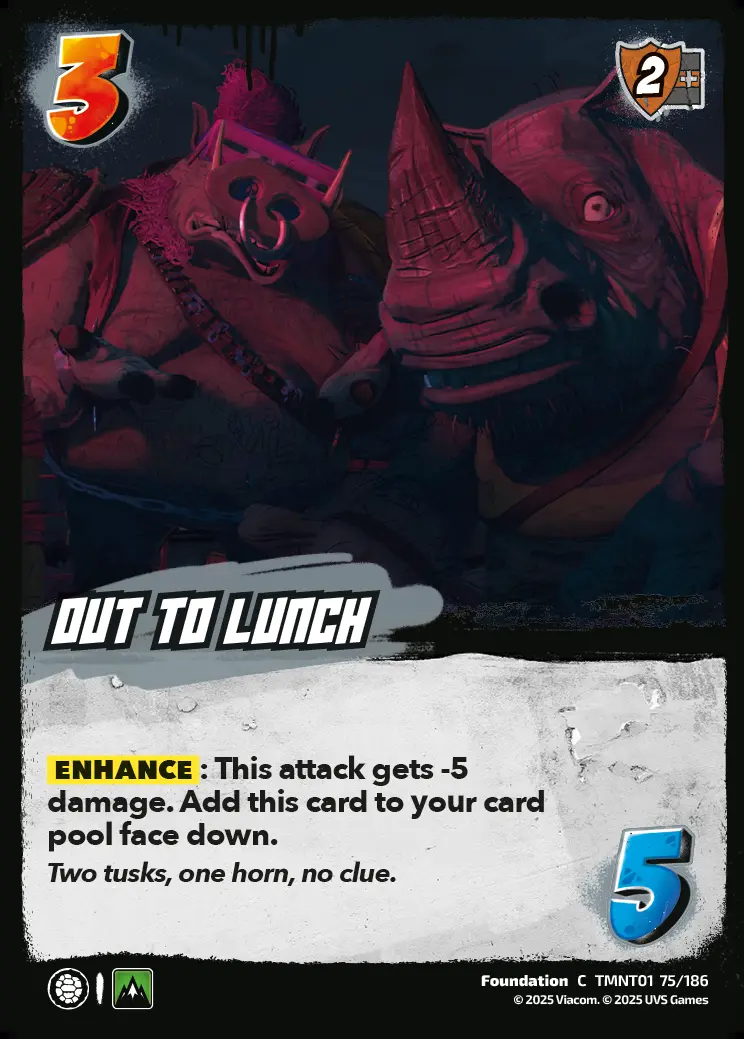 3
2
OUT TO LUNCH
ENHANCE: This attack gets -5
damage. Add this card to your card
pool face down.
Two tusks, one horn, no clue.
5
Foundation C TMNT01 75/186
© 2025 Viacom. © 2025 UVS Games